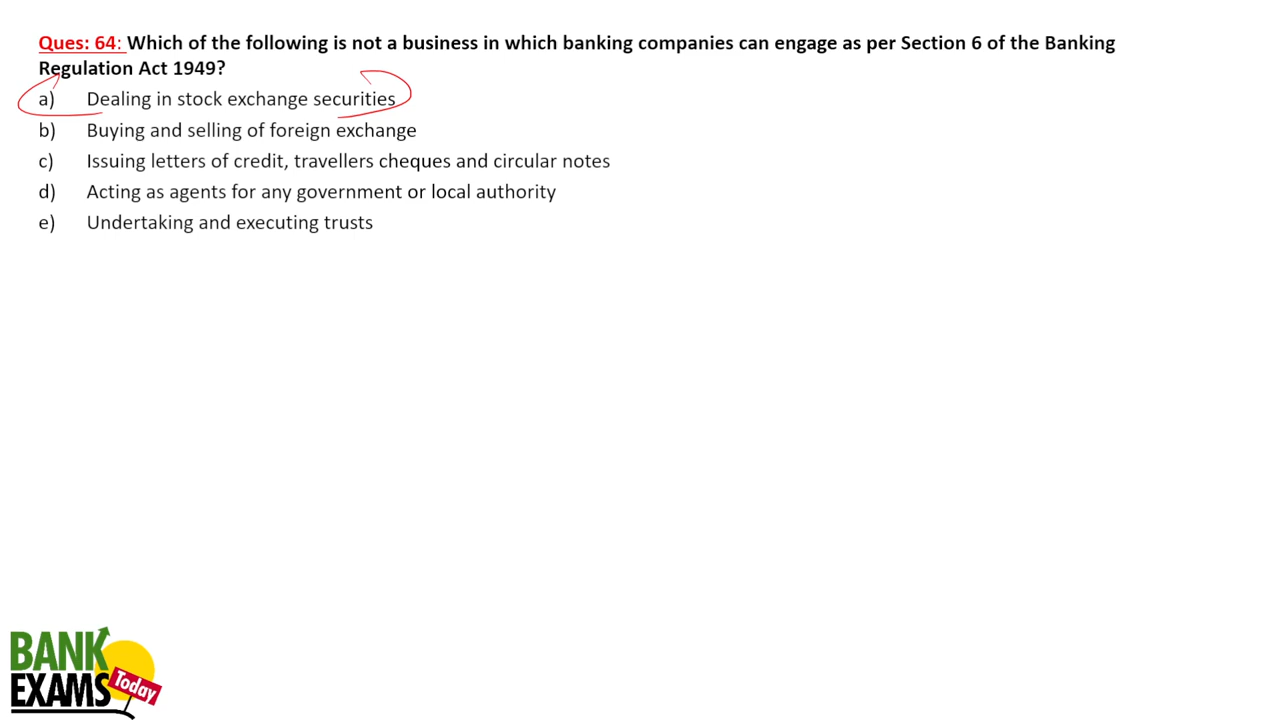 Ques: 64: Which of the following is not a business in which banking companies can engage as per Section 6 of the Banking
Regulation Act 1949?
a) Dealing in stock exchange securities
b) Buying and selling of foreign exchange
c) Issuing letters of credit, travellers cheques and circular notes
d) Acting as agents for any government or local authority
e) Undertaking and executing trusts
BANK
EXAMS
Today